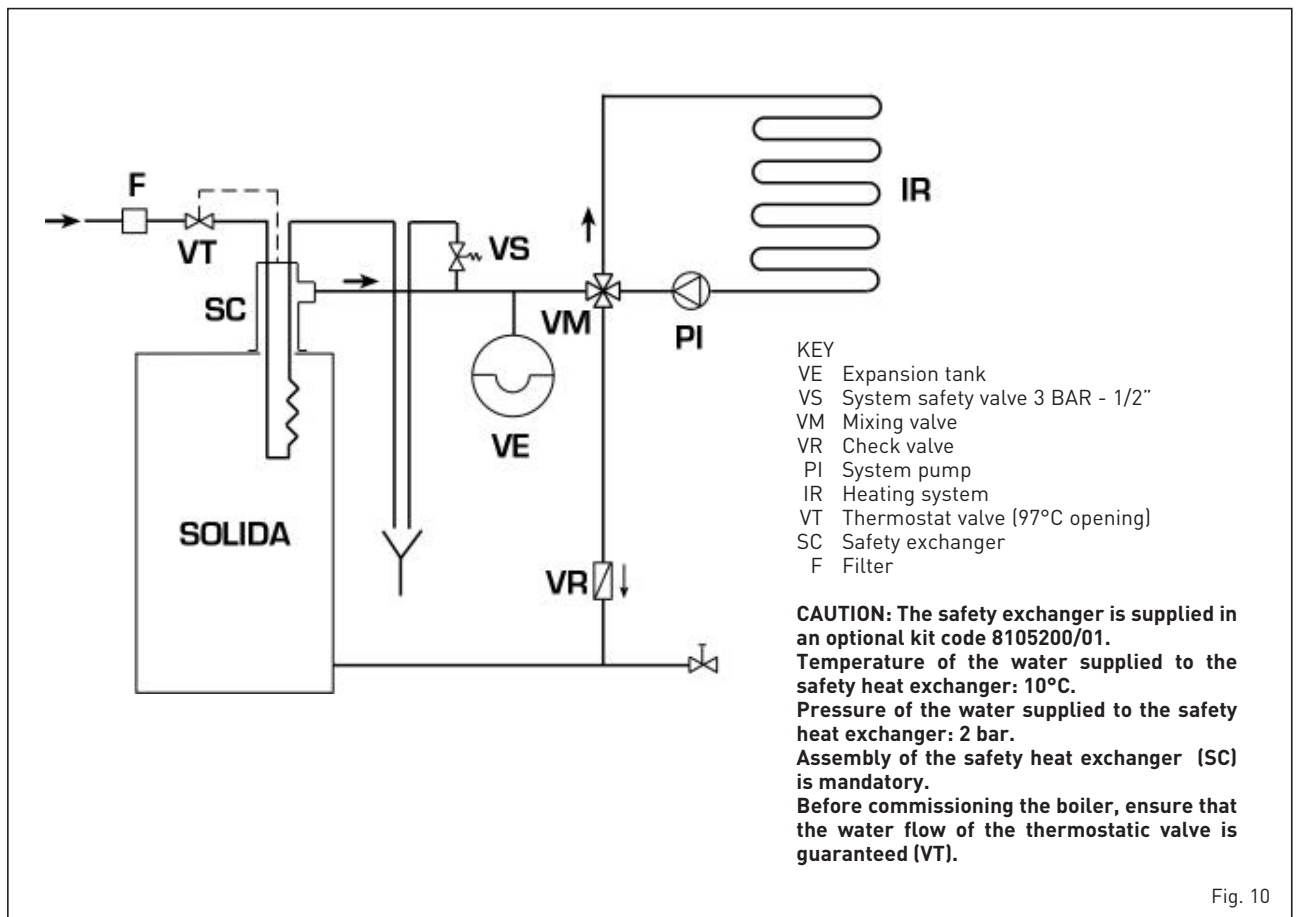 F
VT
SC
VS
VM
PI
IR
VE
SOLIDA
VR
KEY
VE Expansion tank
VS System safety valve 3 BAR - 1/2”
VM Mixing valve
VR Check valve
PI System pump
IR Heating system
VT Thermostat valve (97°C opening)
SC Safety exchanger
F Filter
CAUTION: The safety exchanger is supplied in
an optional kit code 8105200/01.
Temperature of the water supplied to the
safety heat exchanger: 10°C.
Pressure of the water supplied to the safety
heat exchanger: 2 bar.
Assembly of the safety heat exchanger (SC)
is mandatory.
Before commissioning the boiler, ensure that
the water flow of the thermostatic valve is
guaranteed (VT).
Fig. 10